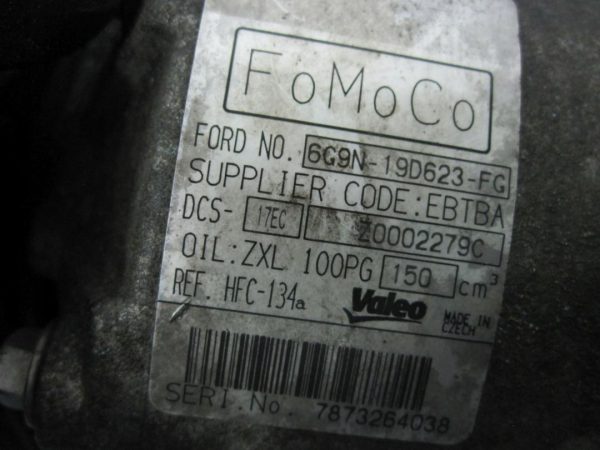 FoMoCo
FORD NO. 6G9N-19D623-FG
SUPPLIER CODE:EBTBA
DCS-17EC Z0002279C
OIL:ZXL 100PG 150 cm³
REF. HFC-134a Valeo MADE IN CZECH
SERI.No. 7873264038